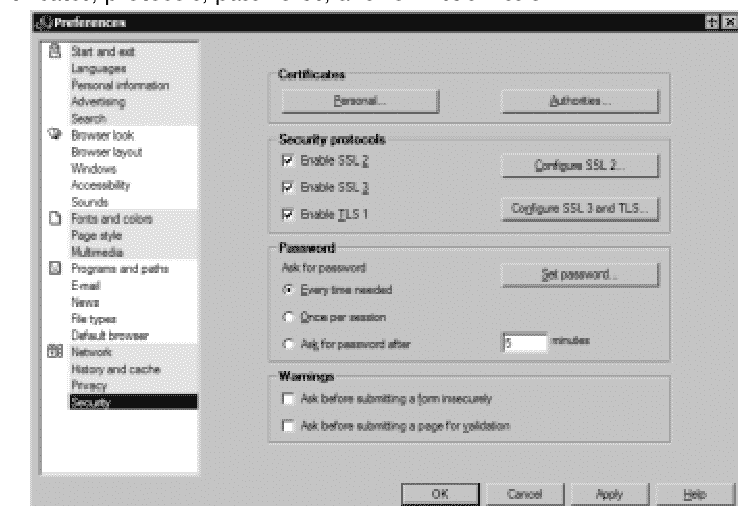 Preferences
Start and exit
Languages
Personal information
Advertising
Search
Browser look
Browser layout
Windows
Accessibility
Sounds
Fonts and colors
Page style
Multimedia
Programs and paths
E-mail
News
File types
Default browser
Network
History and cache
Privacy
Security
Certificates
Personal...
Authorities...
Security protocols
Enable SSL 2
Configure SSL 2...
Enable SSL 3
Enable TLS 1
Configure SSL 3 and TLS...
Password
Ask for password
Set password...
Every time needed
Once per session
Ask for password after
5 minutes
Warnings
Ask before submitting a form insecurely
Ask before submitting a page for validation
OK Cancel Apply Help